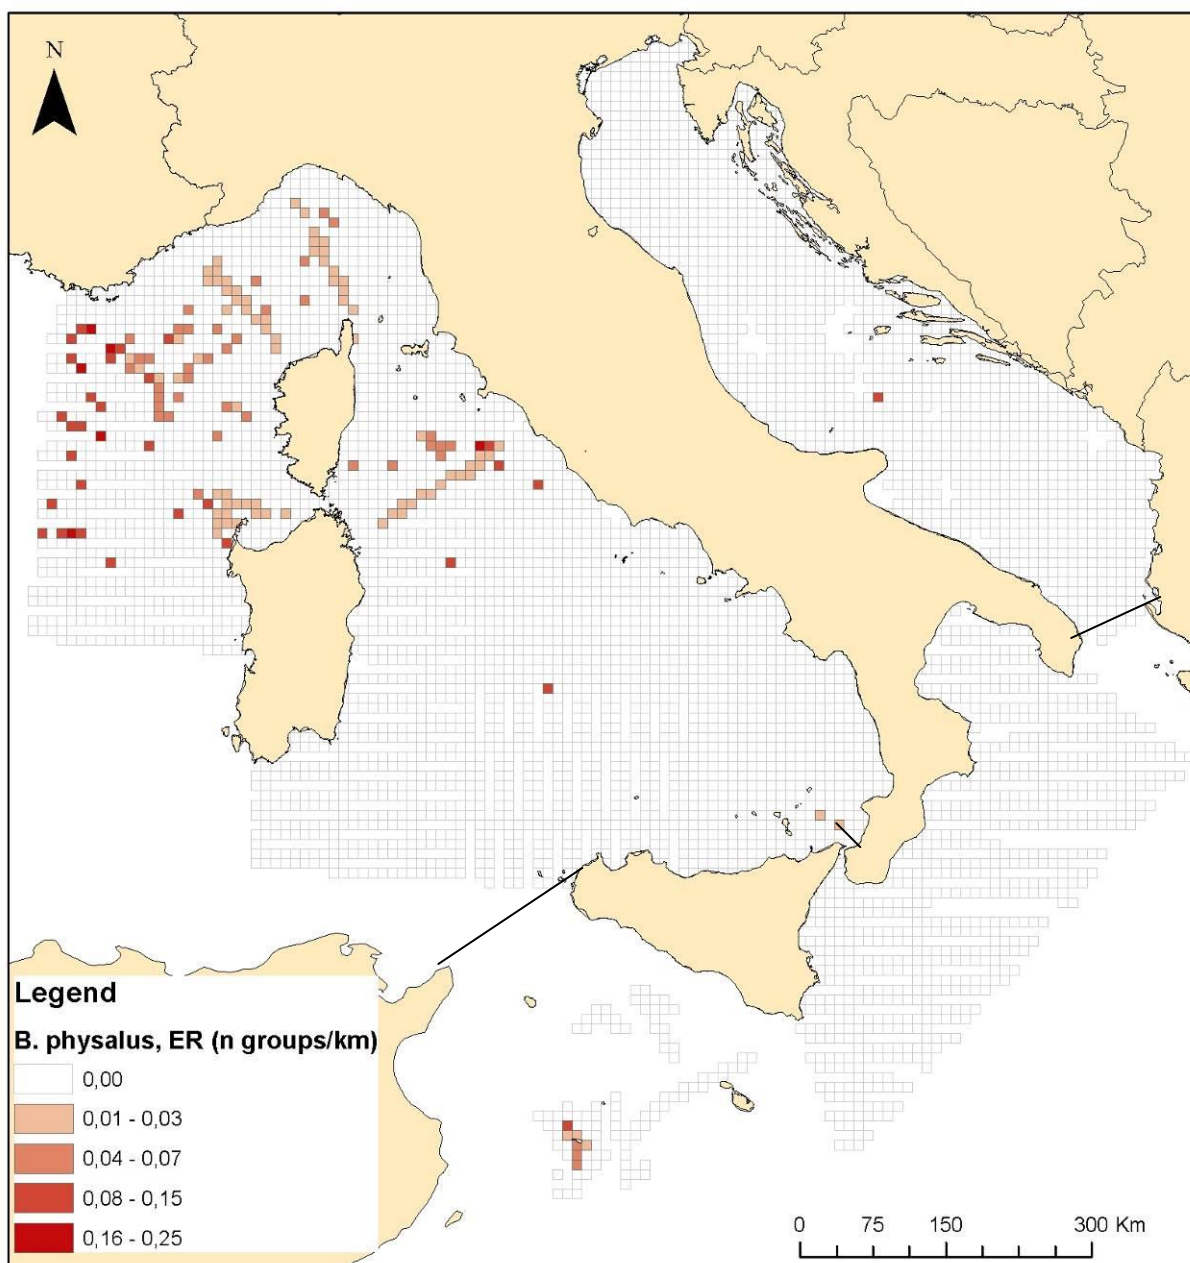 N
Legend
B. physalus, ER (n groups/km)
0,00
0,01 - 0,03
0,04 - 0,07
0,08 - 0,15
0,16 - 0,25
0 75 150 300 Km